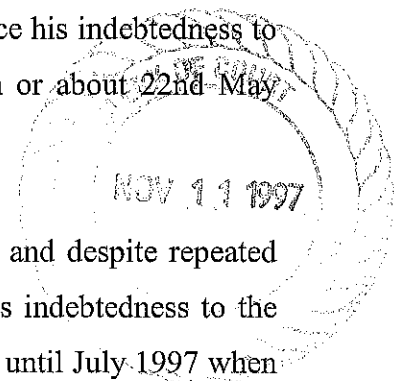 ce his indebtedness to
or about 22nd May
COURT
NOV 11 1997
and despite repeated
s indebtedness to the
until July 1997 when